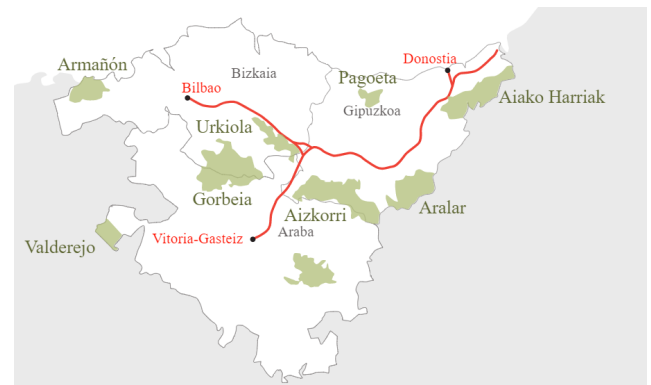 Donostia
Armañón
Bizkaia
Pagoeta
Bilbao
Aiako Harriak
Gipuzkoa
Urkiola
Gorbeia
Aralar
Aizkorri
Araba
Vitoria-Gasteiz
Valderejo